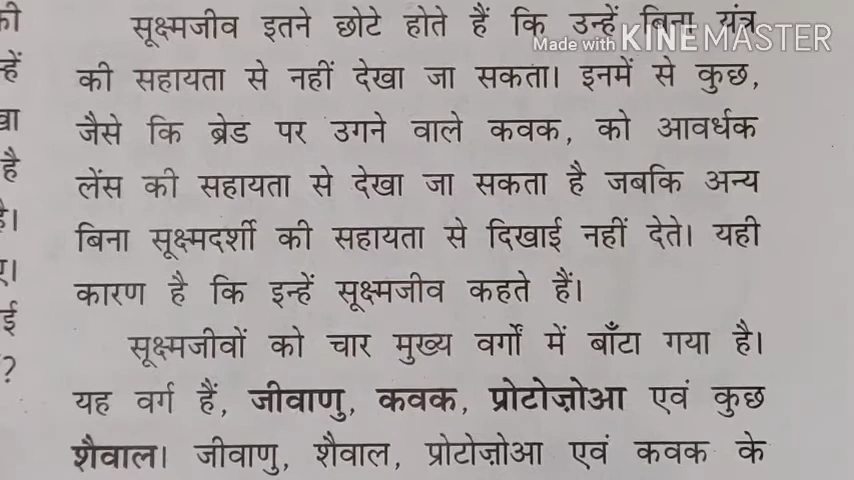 सूक्ष्मजीव इतने छोटे होते हैं कि उन्हें बिना यंत्र
Made with KINEMASTER
की सहायता से नहीं देखा जा सकता। इनमें से कुछ,
जैसे कि ब्रेड पर उगने वाले कवक, को आवर्धक
लेंस की सहायता से देखा जा सकता है जबकि अन्य
बिना सूक्ष्मदर्शी की सहायता से दिखाई नहीं देते। यही
कारण है कि इन्हें सूक्ष्मजीव कहते हैं।
सूक्ष्मजीवों को चार मुख्य वर्गों में बाँटा गया है।
यह वर्ग हैं, जीवाणु, कवक, प्रोटोज़ोआ एवं कुछ
शैवाल। जीवाणु, शैवाल, प्रोटोज़ोआ एवं कवक के